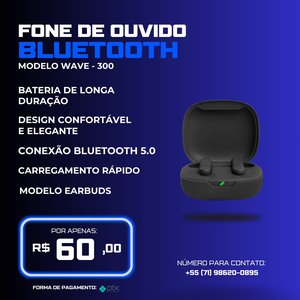 FONE DE OUVIDO
BLUETOOTH
MODELO WAVE - 300
BATERIA DE LONGA
DURAÇÃO
DESIGN CONFORTÁVEL
E ELEGANTE
CONEXÃO BLUETOOTH 5.0
CARREGAMENTO RÁPIDO
MODELO EARBUDS
POR APENAS:
R$ 60 ,00
NÚMERO PARA CONTATO:
+55 (71) 98620-0895
FORMA DE PAGAMENTO: pix